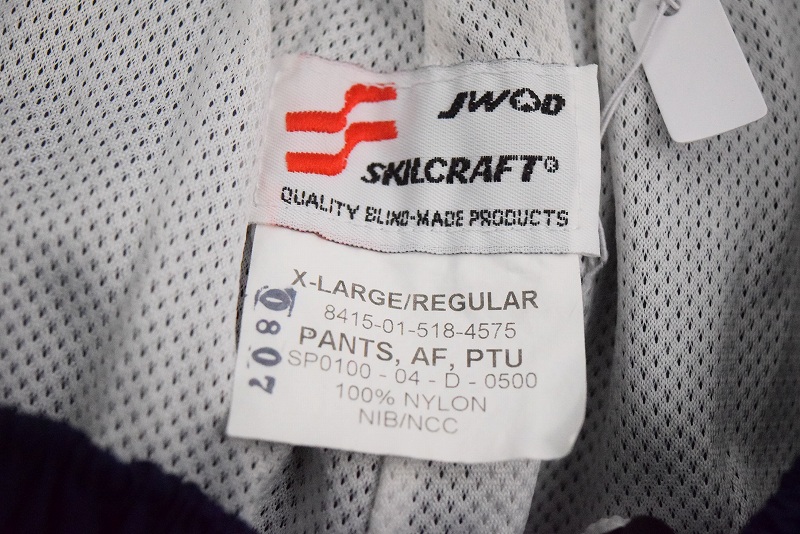 JWOD
SKILCRAFT®
QUALITY BLIND-MADE PRODUCTS
X-LARGE/REGULAR
8415-01-518-4575
PANTS, AF, PTU
SP0100 - 04 - D - 0500
100% NYLON
NIB/NCC